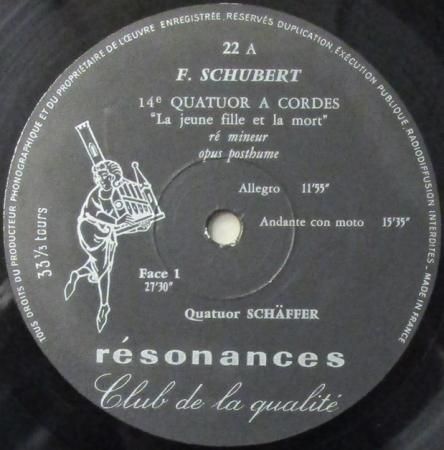 TOUS DROITS DU PRODUCTEUR PHONOGRAPHIQUE ET DU PROPRIÉTAIRE DE L'ŒUVRE ENREGISTRÉE, RÉSERVÉS DUPLICATION, EXÉCUTION PUBLIQUE, RADIODIFFUSION INTERDITES - MADE IN FRANCE
22 A
F. SCHUBERT
14e QUATUOR A CORDES
"La jeune fille et la mort"
ré mineur
opus posthume
Allegro 11'55"
Andante con moto 15'35"
33 1/3 tours
Face 1
27'30"
Quatuor SCHÄFFER
résonances
Club de la qualité